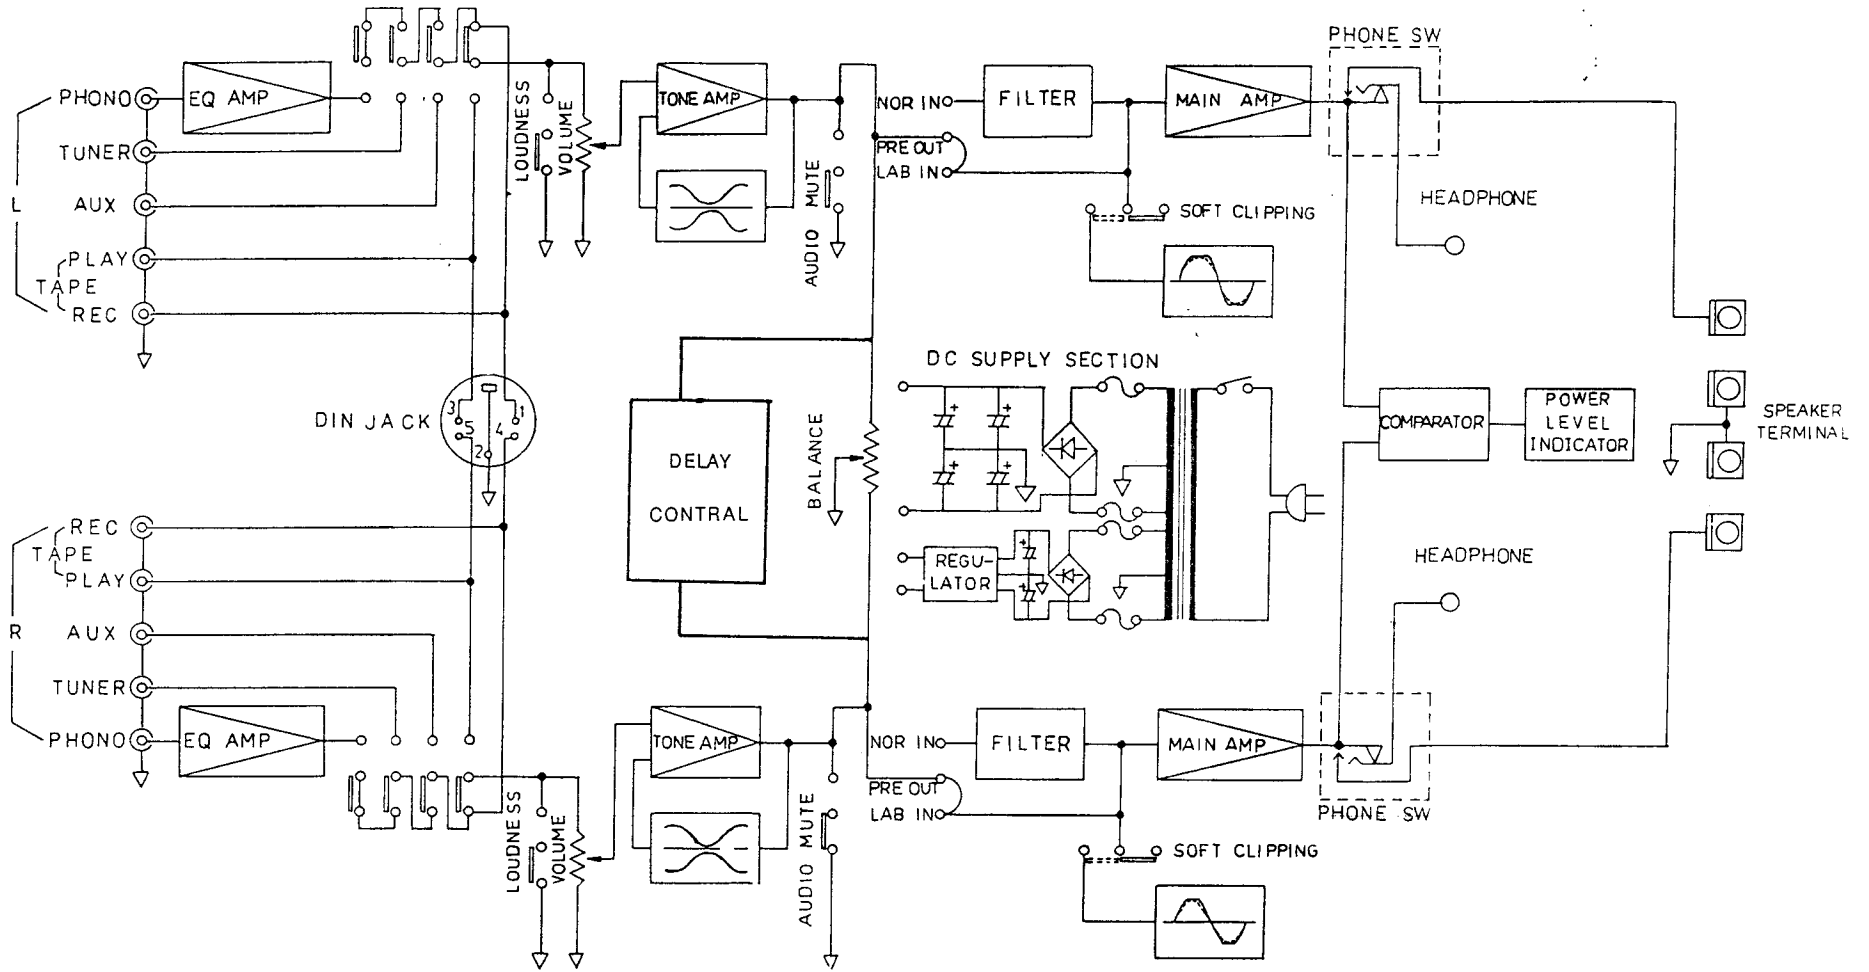 PHONE SW
PHONO
EQ AMP
TUNER
L
AUX
PLAY
TAPE
REC
LOUDNESS
VOLUME
TONE AMP
AUDIO MUTE
NOR IN
PRE OUT
LAB IN
FILTER
MAIN AMP
SOFT CLIPPING
HEADPHONE
DC SUPPLY SECTION
+
+
+
+
DIN JACK
3
1
5
4
2
DELAY
CONTRAL
BALANCE
REGU-
LATOR
+
+
COMPARATOR
POWER
LEVEL
INDICATOR
SPEAKER
TERMINAL
REC
TAPE
PLAY
R
AUX
TUNER
PHONO
EQ AMP
LOUDNESS
VOLUME
TONE AMP
AUDIO MUTE
NOR IN
PRE OUT
LAB IN
FILTER
MAIN AMP
SOFT CLIPPING
HEADPHONE
PHONE SW